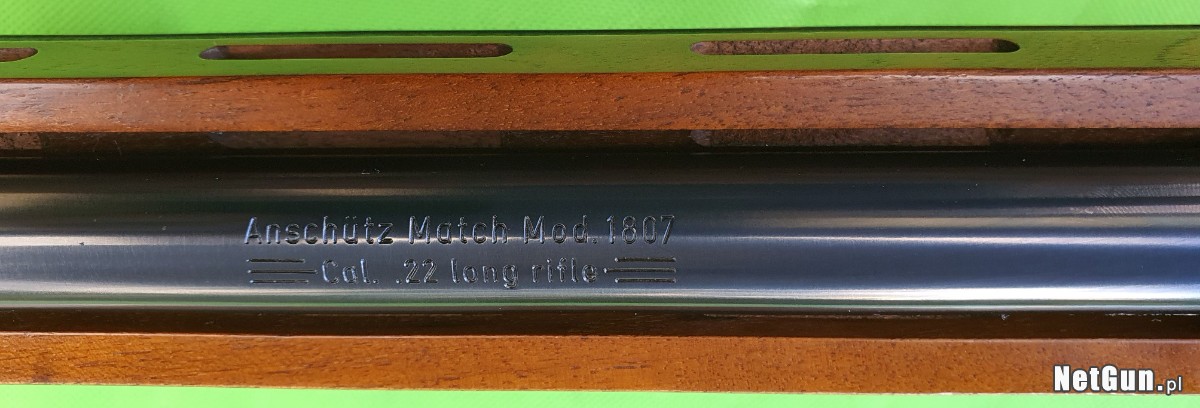 Anschütz Match Mod. 1807
Cal. .22 long rifle
NetGun.pl